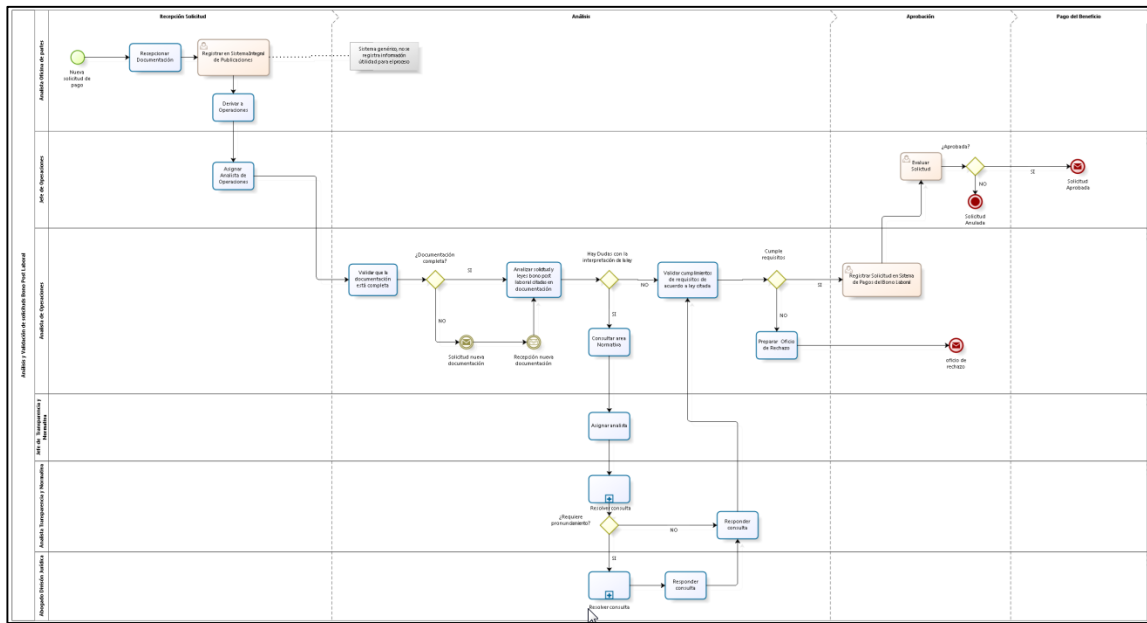 Recepción Solicitud
Análisis
Aprobación
Pago del Beneficio
Análisis y Validación de solicitude Bono Post Laboral
Analista Oficina de partes
Nueva
solicitud de
pago
Recepcionar
Documentación
Registrar en Sistema Integral
de Publicaciones
Sistema genérico, no se
registra información
útil para el proceso
Derivar a
Operaciones
Jefe de Operaciones
Asignar
Analista de
Operaciones
Evaluar
Solicitud
¿Aprobada?
SI
NO
Solicitud
Aprobada
Solicitud
Anulada
Analista de Operaciones
Validar que la
documentación
está completa
¿Documentación
completa?
SI
NO
Solicitud nueva
documentación
Recepción nueva
documentación
Analizar solicitud y
leyes bono post
laboral citadas en
documentación
Hay Dudas con la
interpretación de la ley
NO
SI
Consultar area
Normativa
Validar cumplimientos
de requisitos de
acuerdo a ley citada
Cumple
requisitos
SI
NO
Registrar Solicitud en Sistema
de Pagos del Bono Laboral
Preparar Oficio
de Rechazo
oficio de
rechazo
Jefe de Transparencia y
Normativa
Asignar analista
Analista Transparencia y Normativa
Resolver consulta
¿Requiere
pronunciamiento?
NO
SI
Responder
consulta
Abogado División Jurídica
Resolver consulta
Responder
consulta